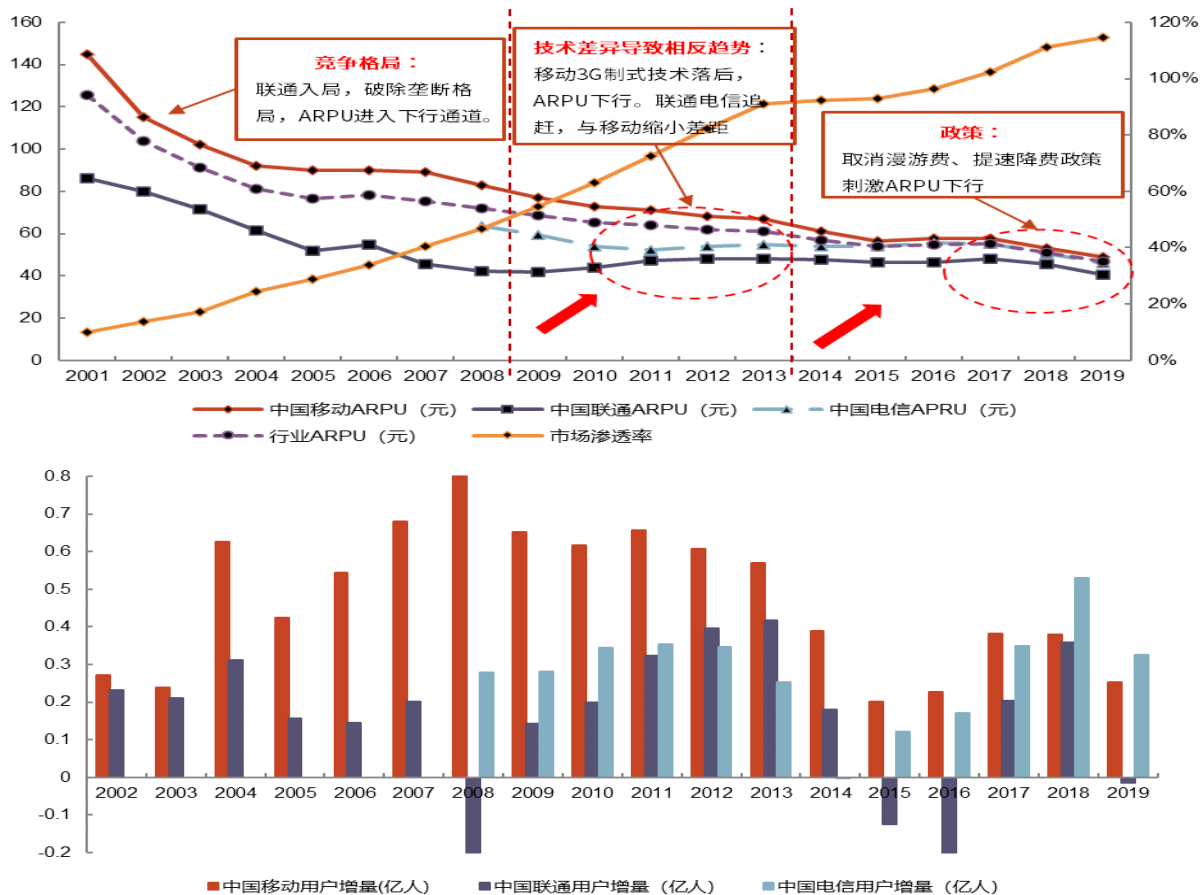 160
140
120
100
80
60
40
20
0
120%
100%
80%
60%
40%
20%
0%
竞争格局：
联通入局，破除垄断格
局，ARPU进入下行通道。
技术差异导致相反趋势：
移动3G制式技术落后，
ARPU下行。联通电信追
赶，与移动缩小差距
政策：
取消漫游费、提速降费政策
刺激ARPU下行
2001 2002 2003 2004 2005 2006 2007 2008 2009 2010 2011 2012 2013 2014 2015 2016 2017 2018 2019
中国移动ARPU（元） 中国联通ARPU（元） 中国电信APRU（元）
行业ARPU（元） 市场渗透率
0.8
0.7
0.6
0.5
0.4
0.3
0.2
0.1
0
-0.1
-0.2
2002 2003 2004 2005 2006 2007 2008 2009 2010 2011 2012 2013 2014 2015 2016 2017 2018 2019
中国移动用户增量(亿人) 中国联通用户增量（亿人） 中国电信用户增量（亿人）